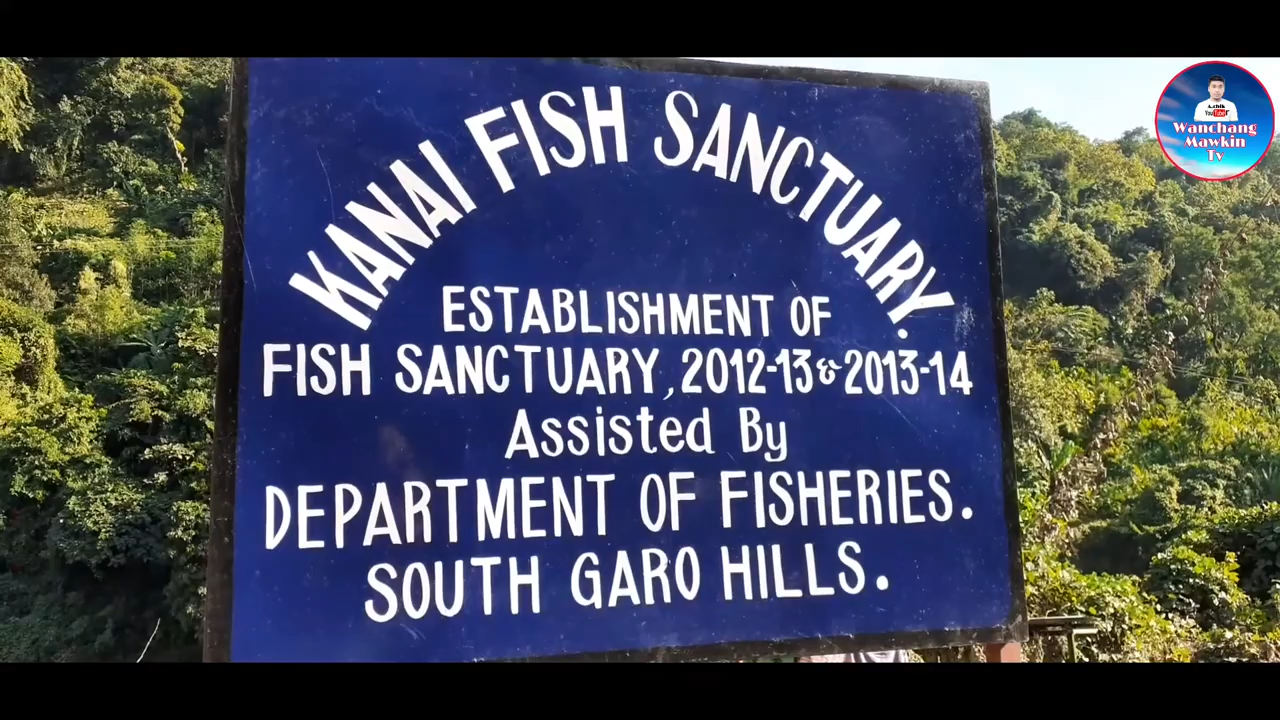 KANAI FISH SANCTUARY.
ESTABLISHMENT OF
FISH SANCTUARY, 2012-13 & 2013-14
Assisted By
DEPARTMENT OF FISHERIES.
SOUTH GARO HILLS.
YouTube
Wanchang
Mawkin
Tv